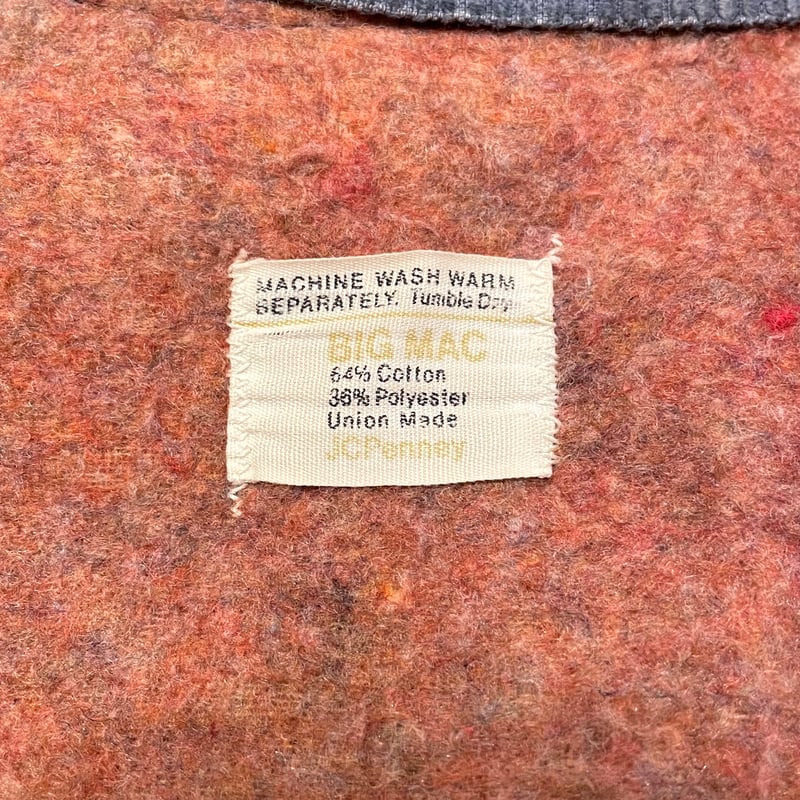 MACHINE WASH WARM
SEPARATELY. Tumble Dry
BIG MAC
64% Cotton
36% Polyester
Union Made
JCPenney